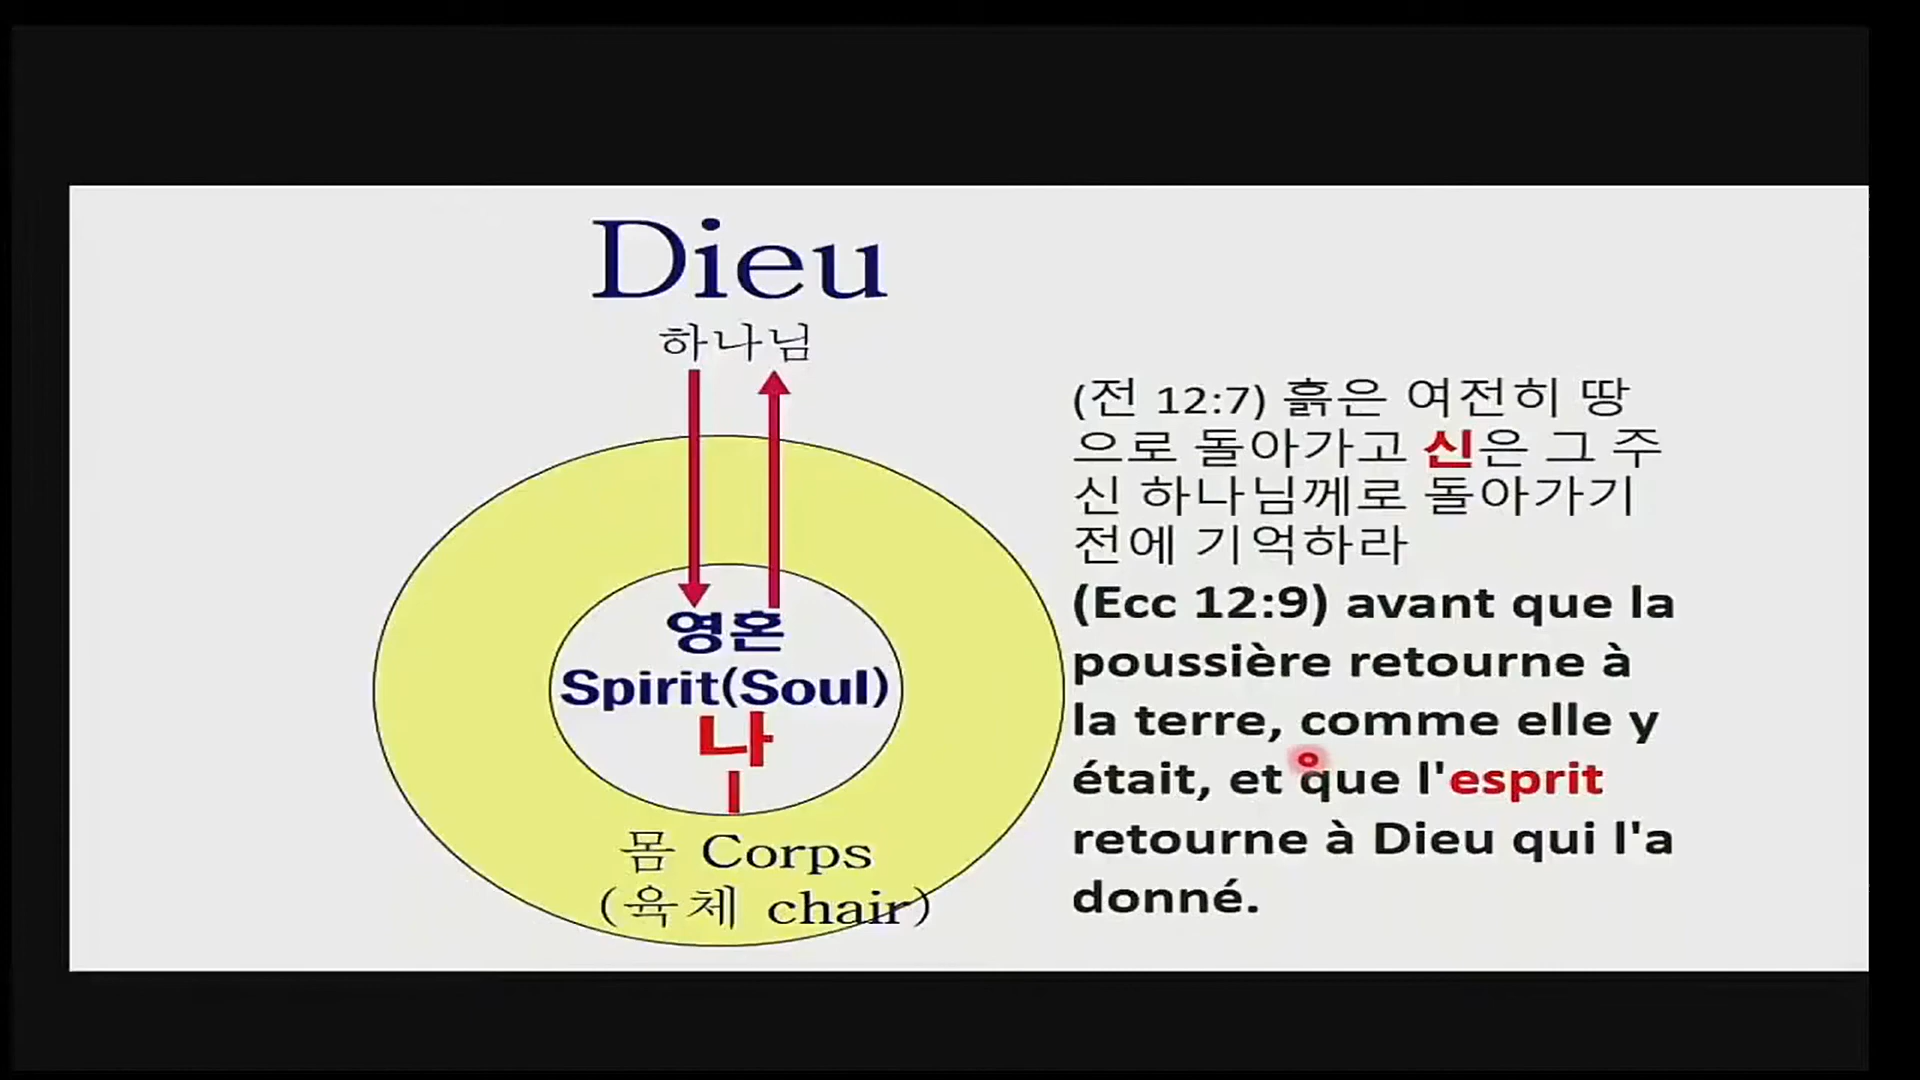 Dieu
하나님
영혼
Spirit(Soul)
나
I
몸 Corps
(육체 chair)
(전 12:7) 흙은 여전히 땅
으로 돌아가고 신은 그 주
신 하나님께로 돌아가기
전에 기억하라
(Ecc 12:9) avant que la
poussière retourne à
la terre, comme elle y
était, et que l'esprit
retourne à Dieu qui l'a
donné.